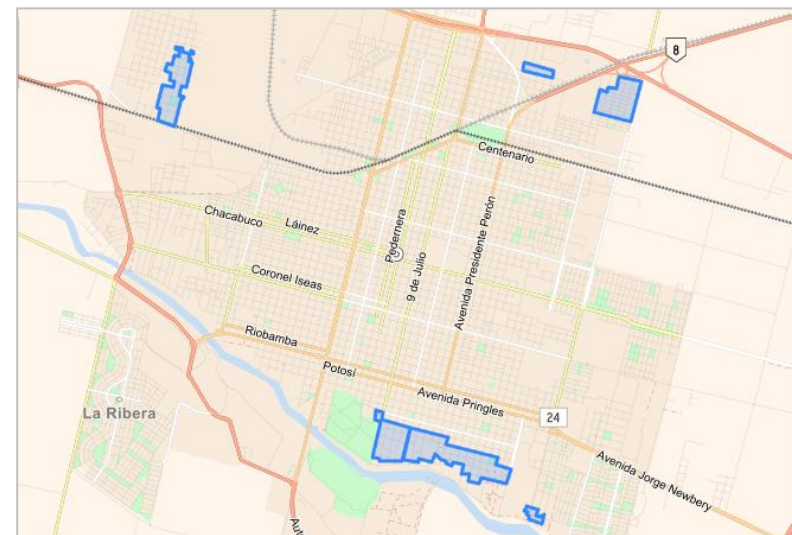 8
Centenario
Chacabuco
Láinez
Pedernera
9 de Julio
Avenida Presidente Perón
Coronel Iseas
Riobamba
Potosí
Avenida Pringles
La Ribera
24
Avenida Jorge Newbery
Aut